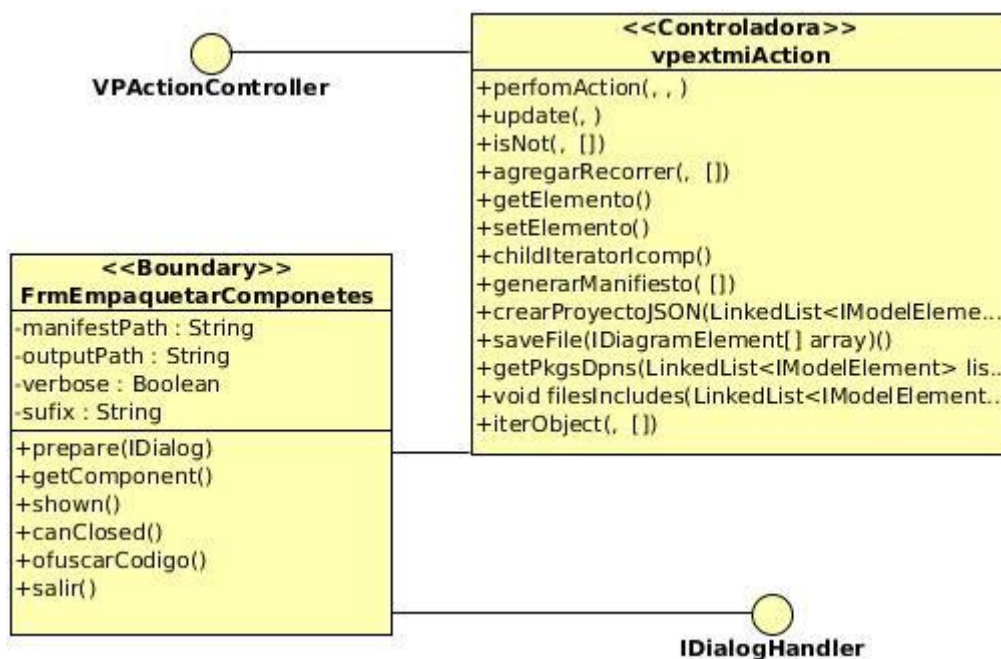 <<Controladora>>
vpextmiAction
VPActionController
+perfomAction(, , )
+update(, )
+isNot(,  [])
+agregarRecorrer(,  [])
+getElemento()
+setElemento()
+childIteratorIcomp()
+generarManifiesto( [])
+crearProyectoJSON(LinkedList<IModelEleme...
+saveFile(IDiagramElement[] array)()
+getPkgsDpns(LinkedList<IModelElement> lis...
+void filesIncludes(LinkedList<IModelElement...
+iterObject(,  [])
<<Boundary>>
FrmEmpaquetarComponetes
-manifestPath : String
-outputPath : String
-verbose : Boolean
-sufix : String
+prepare(IDialog)
+getComponent()
+shown()
+canClosed()
+ofuscarCodigo()
+salir()
IDialogHandler